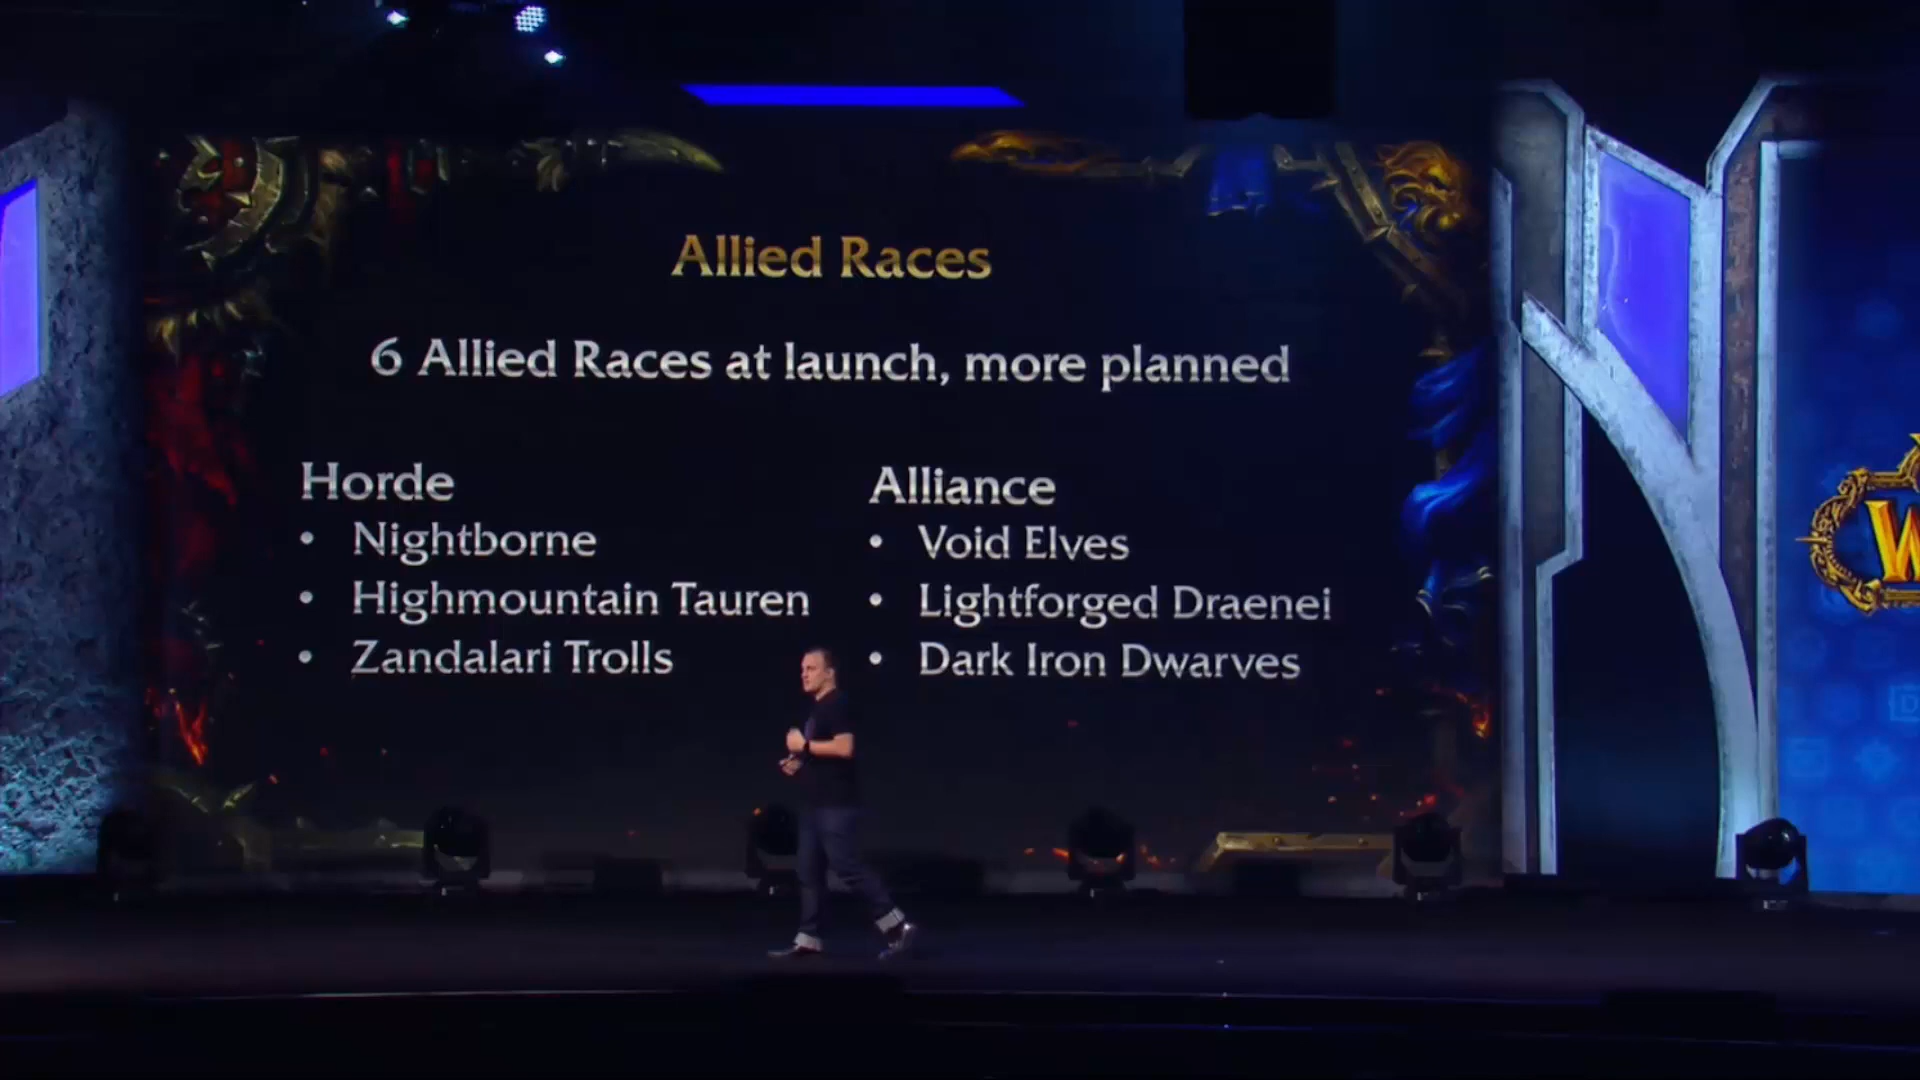 Allied Races
6 Allied Races at launch, more planned
Horde
• Nightborne
• Highmountain Tauren
• Zandalari Trolls
Alliance
• Void Elves
• Lightforged Draenei
• Dark Iron Dwarves
W